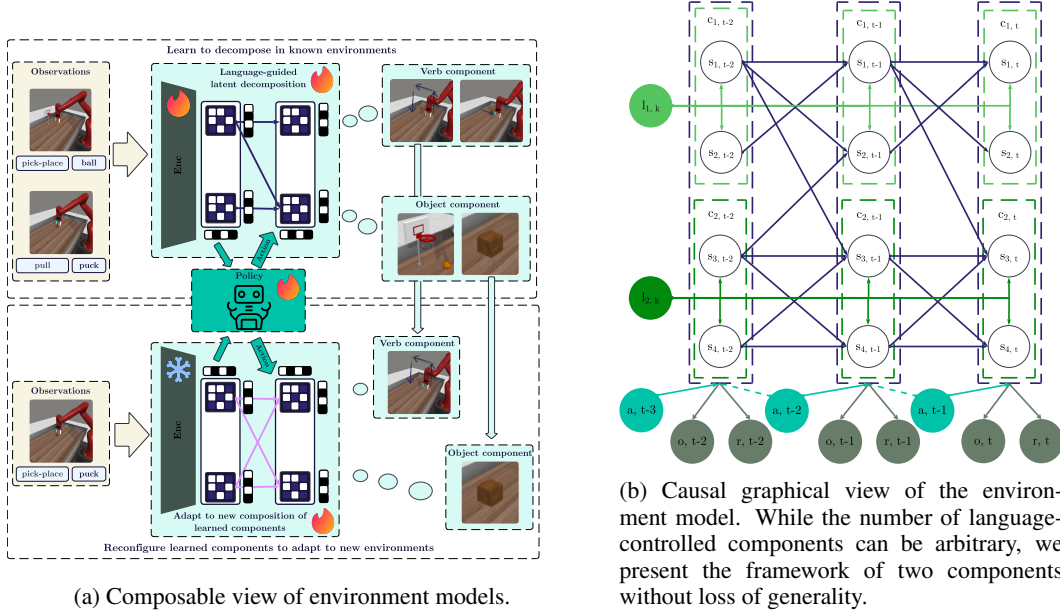 Learn to decompose in known environments
Observations
pick-place ball
pull puck
Language-guided
latent decomposition
Enc
Verb component
Object component
Action
Policy
Action
Observations
pick-place puck
Enc
Adapt to new composition of
learned components
Verb component
Object component
Reconfigure learned components to adapt to new environments
(a) Composable view of environment models.
c1, t-2 c1, t-1 c1, t
s1, t-2 s1, t-1 s1, t
l1, k
s2, t-2 s2, t-1 s2, t
c2, t-2 c2, t-1 c2, t
s3, t-2 s3, t-1 s3, t
l2, k
s4, t-2 s4, t-1 s4, t
a, t-3 a, t-2 a, t-1
o, t-2 r, t-2 o, t-1 r, t-1 o, t r, t
(b) Causal graphical view of the environ-
ment model. While the number of language-
controlled components can be arbitrary, we
present the framework of two components
without loss of generality.